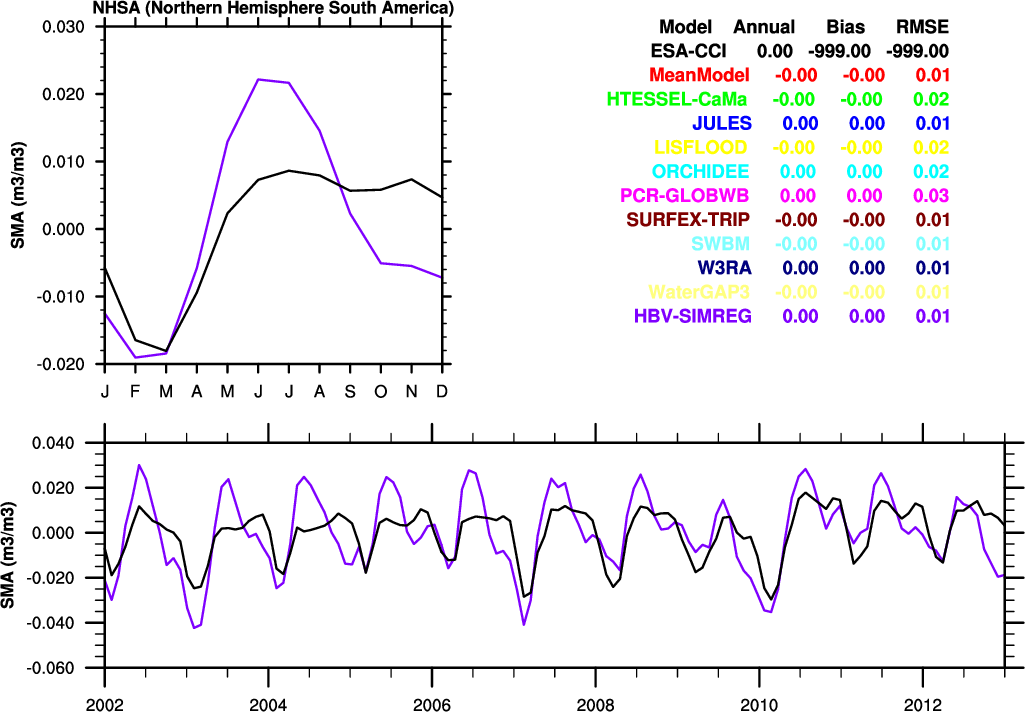 NHSA (Northern Hemisphere South America)
0.030
0.020
0.010
0.000
-0.010
-0.020
SMA (m3/m3)
J F M A M J J A S O N D
Model Annual Bias RMSE
ESA-CCI 0.00 -999.00 -999.00
MeanModel -0.00 -0.00 0.01
HTESSEL-CaMa -0.00 -0.00 0.02
JULES 0.00 0.00 0.01
LISFLOOD -0.00 -0.00 0.02
ORCHIDEE 0.00 0.00 0.02
PCR-GLOBWB 0.00 0.00 0.03
SURFEX-TRIP -0.00 -0.00 0.01
SWBM -0.00 -0.00 0.01
W3RA 0.00 0.00 0.01
WaterGAP3 -0.00 -0.00 0.01
HBV-SIMREG 0.00 0.00 0.01
0.040
0.020
0.000
-0.020
-0.040
-0.060
SMA (m3/m3)
2002 2004 2006 2008 2010 2012